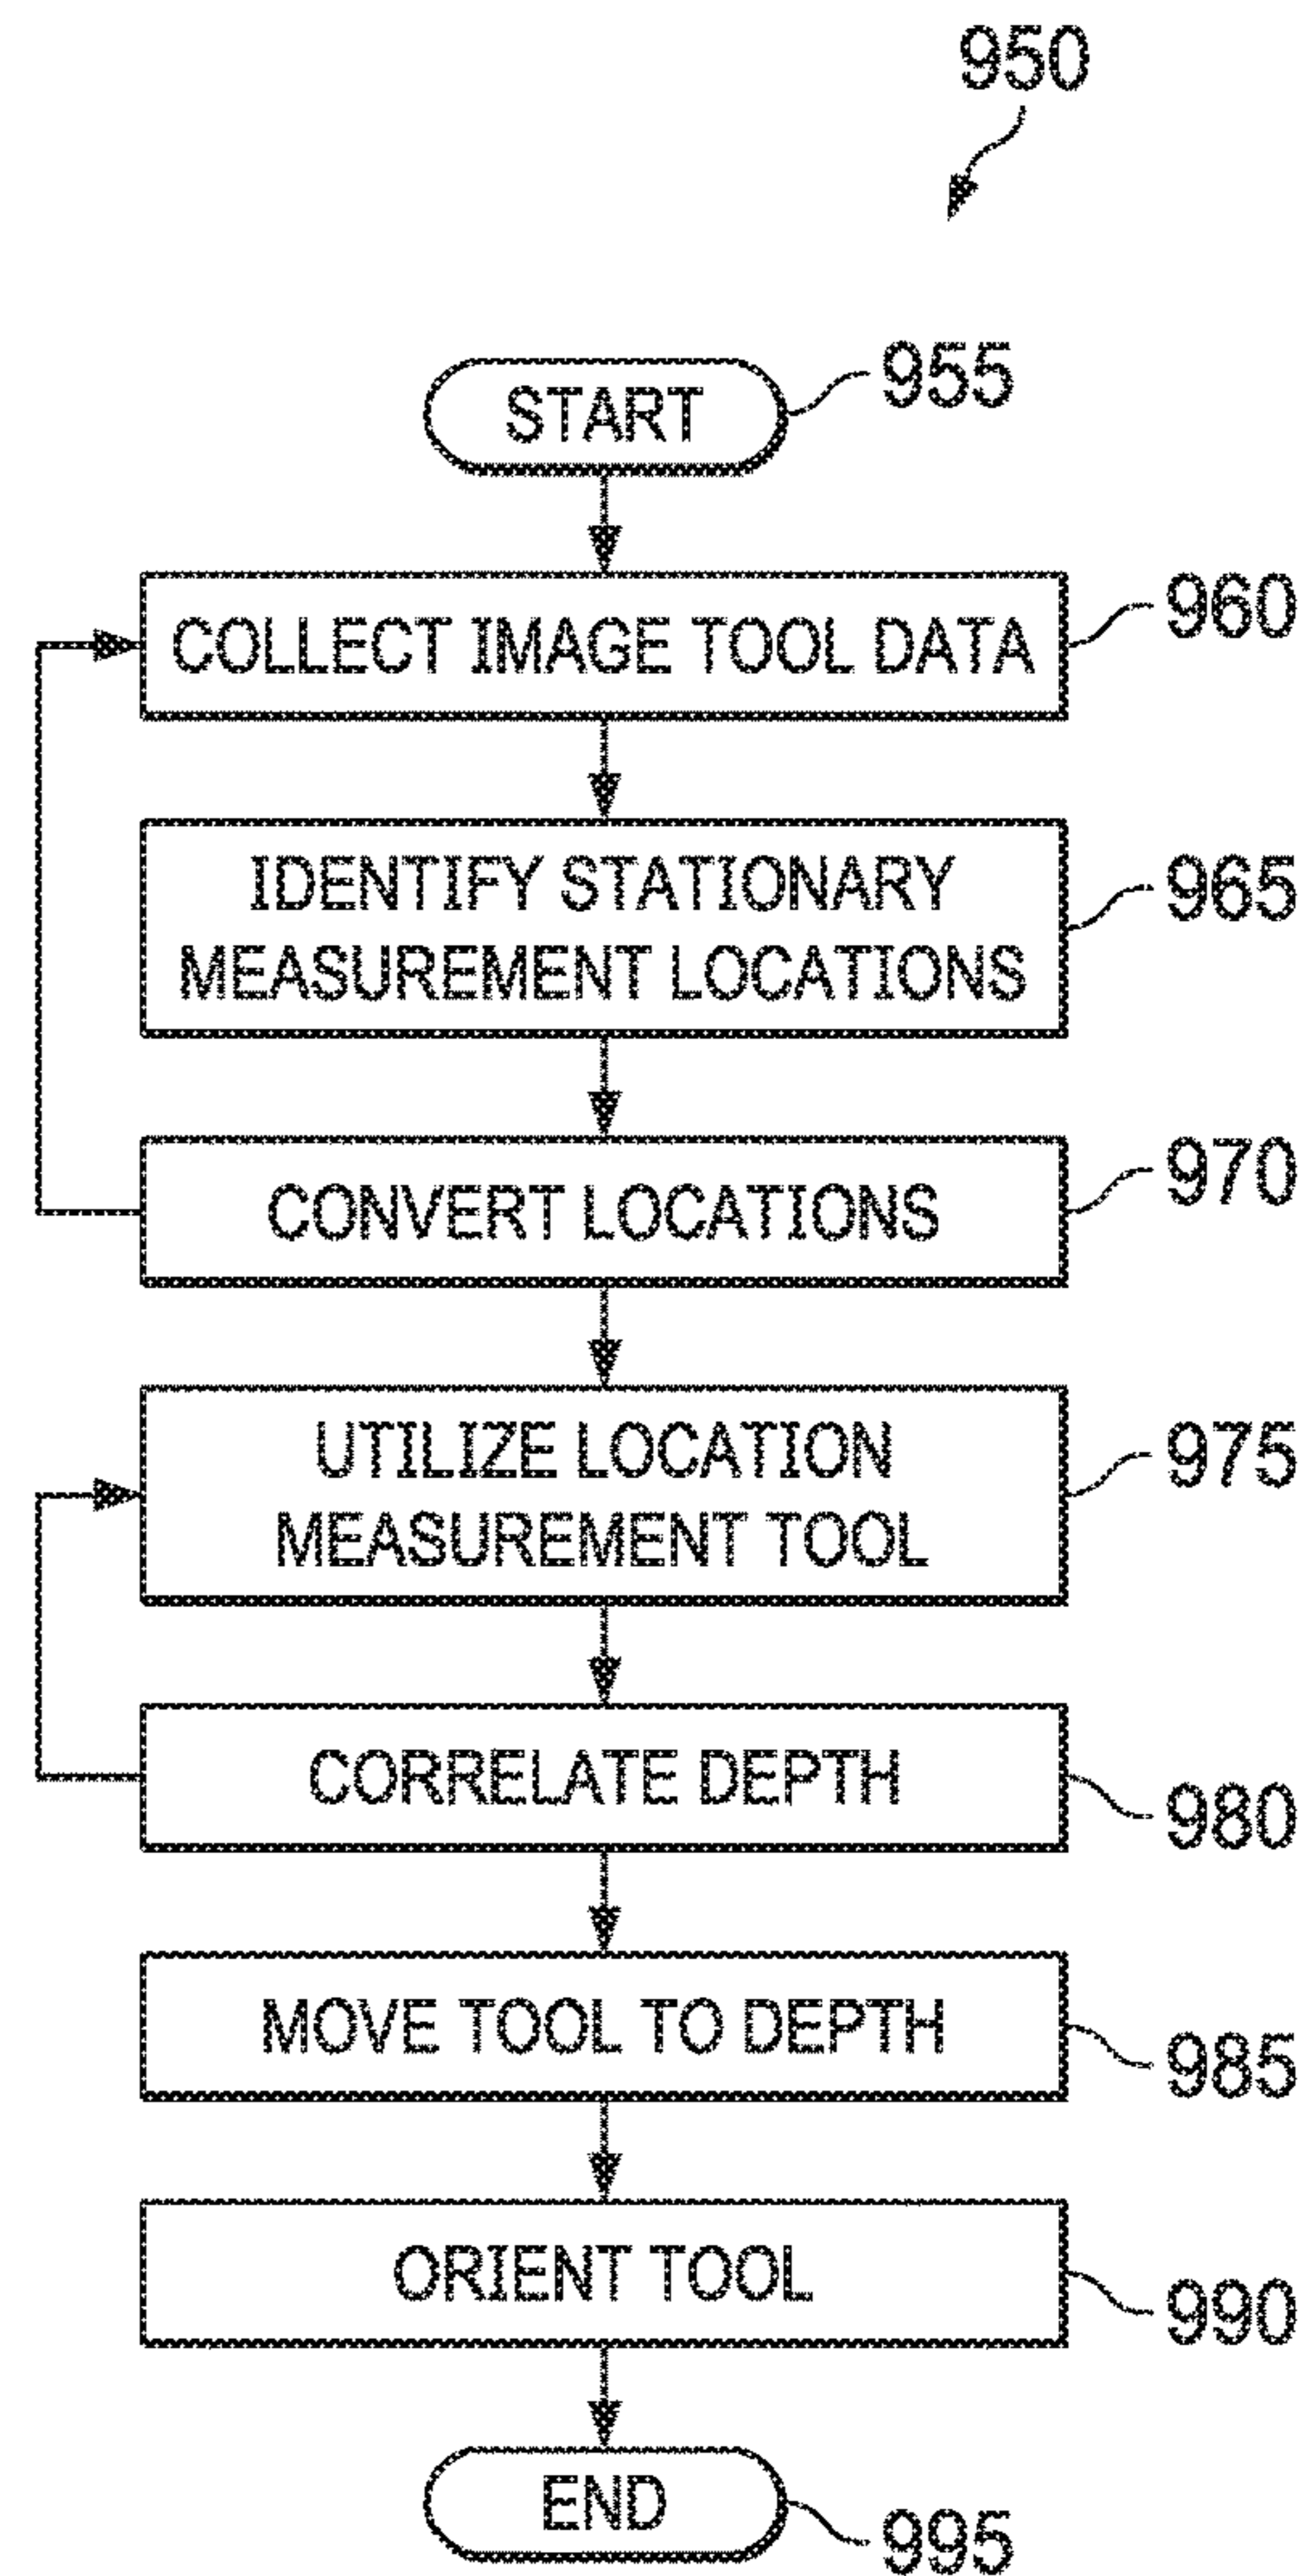 950
START
955
COLLECT IMAGE TOOL DATA
960
IDENTIFY STATIONARY
MEASUREMENT LOCATIONS
965
CONVERT LOCATIONS
970
UTILIZE LOCATION
MEASUREMENT TOOL
975
CORRELATE DEPTH
980
MOVE TOOL TO DEPTH
985
ORIENT TOOL
990
END
995